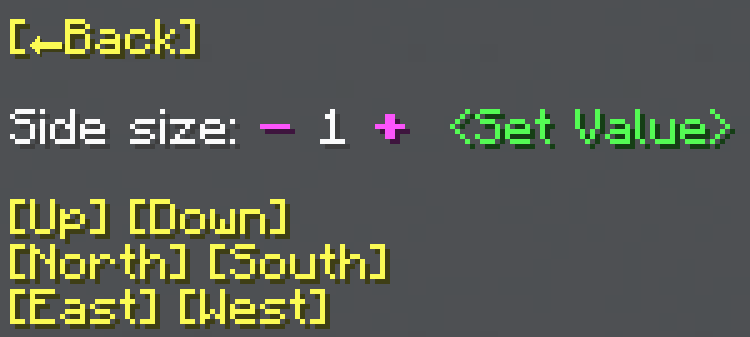 [←Back]
Side size: - 1 + <Set Value>
[Up] [Down]
[North] [South]
[East] [West]